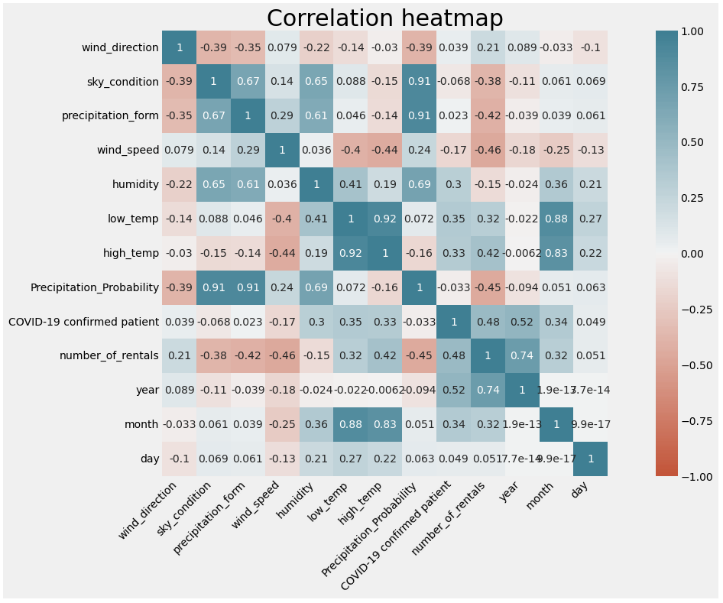 Correlation heatmap
wind_direction 1 -0.39 -0.35 0.079 -0.22 -0.14 -0.03 -0.39 0.039 0.21 0.089 -0.033 -0.1
sky_condition -0.39 1 0.67 0.14 0.65 0.088 -0.15 0.91 -0.068 -0.38 -0.11 0.061 0.069
precipitation_form -0.35 0.67 1 0.29 0.61 0.046 -0.14 0.91 0.023 -0.42 -0.039 0.039 0.061
wind_speed 0.079 0.14 0.29 1 0.036 -0.4 -0.44 0.24 -0.17 -0.46 -0.18 -0.25 -0.13
humidity -0.22 0.65 0.61 0.036 1 0.41 0.19 0.69 0.3 -0.15 -0.024 0.36 0.21
low_temp -0.14 0.088 0.046 -0.4 0.41 1 0.92 0.072 0.35 0.32 -0.022 0.88 0.27
high_temp -0.03 -0.15 -0.14 -0.44 0.19 0.92 1 -0.16 0.33 0.42 -0.0062 0.83 0.22
Precipitation_Probability -0.39 0.91 0.91 0.24 0.69 0.072 -0.16 1 -0.033 -0.45 -0.094 0.051 0.063
COVID-19 confirmed patient 0.039 -0.068 0.023 -0.17 0.3 0.35 0.33 -0.033 1 0.48 0.52 0.34 0.049
number_of_rentals 0.21 -0.38 -0.42 -0.46 -0.15 0.32 0.42 -0.45 0.48 1 0.74 0.32 0.051
year 0.089 -0.11 -0.039 -0.18 -0.024 -0.022 -0.0062 -0.094 0.52 0.74 1 1.9e-13
month -0.033 0.061 0.039 -0.25 0.36 0.88 0.83 0.051 0.34 0.32 1.9e-13 1
day -0.1 0.069 0.061 -0.13 0.21 0.27 0.22 0.063 0.049 0.051 1
wind_direction
sky_condition
precipitation_form
wind_speed
humidity
low_temp
high_temp
Precipitation_Probability
COVID-19 confirmed patient
number_of_rentals
year
month
day
1.00
0.75
0.50
0.25
0.00
−0.25
−0.50
−0.75
−1.00